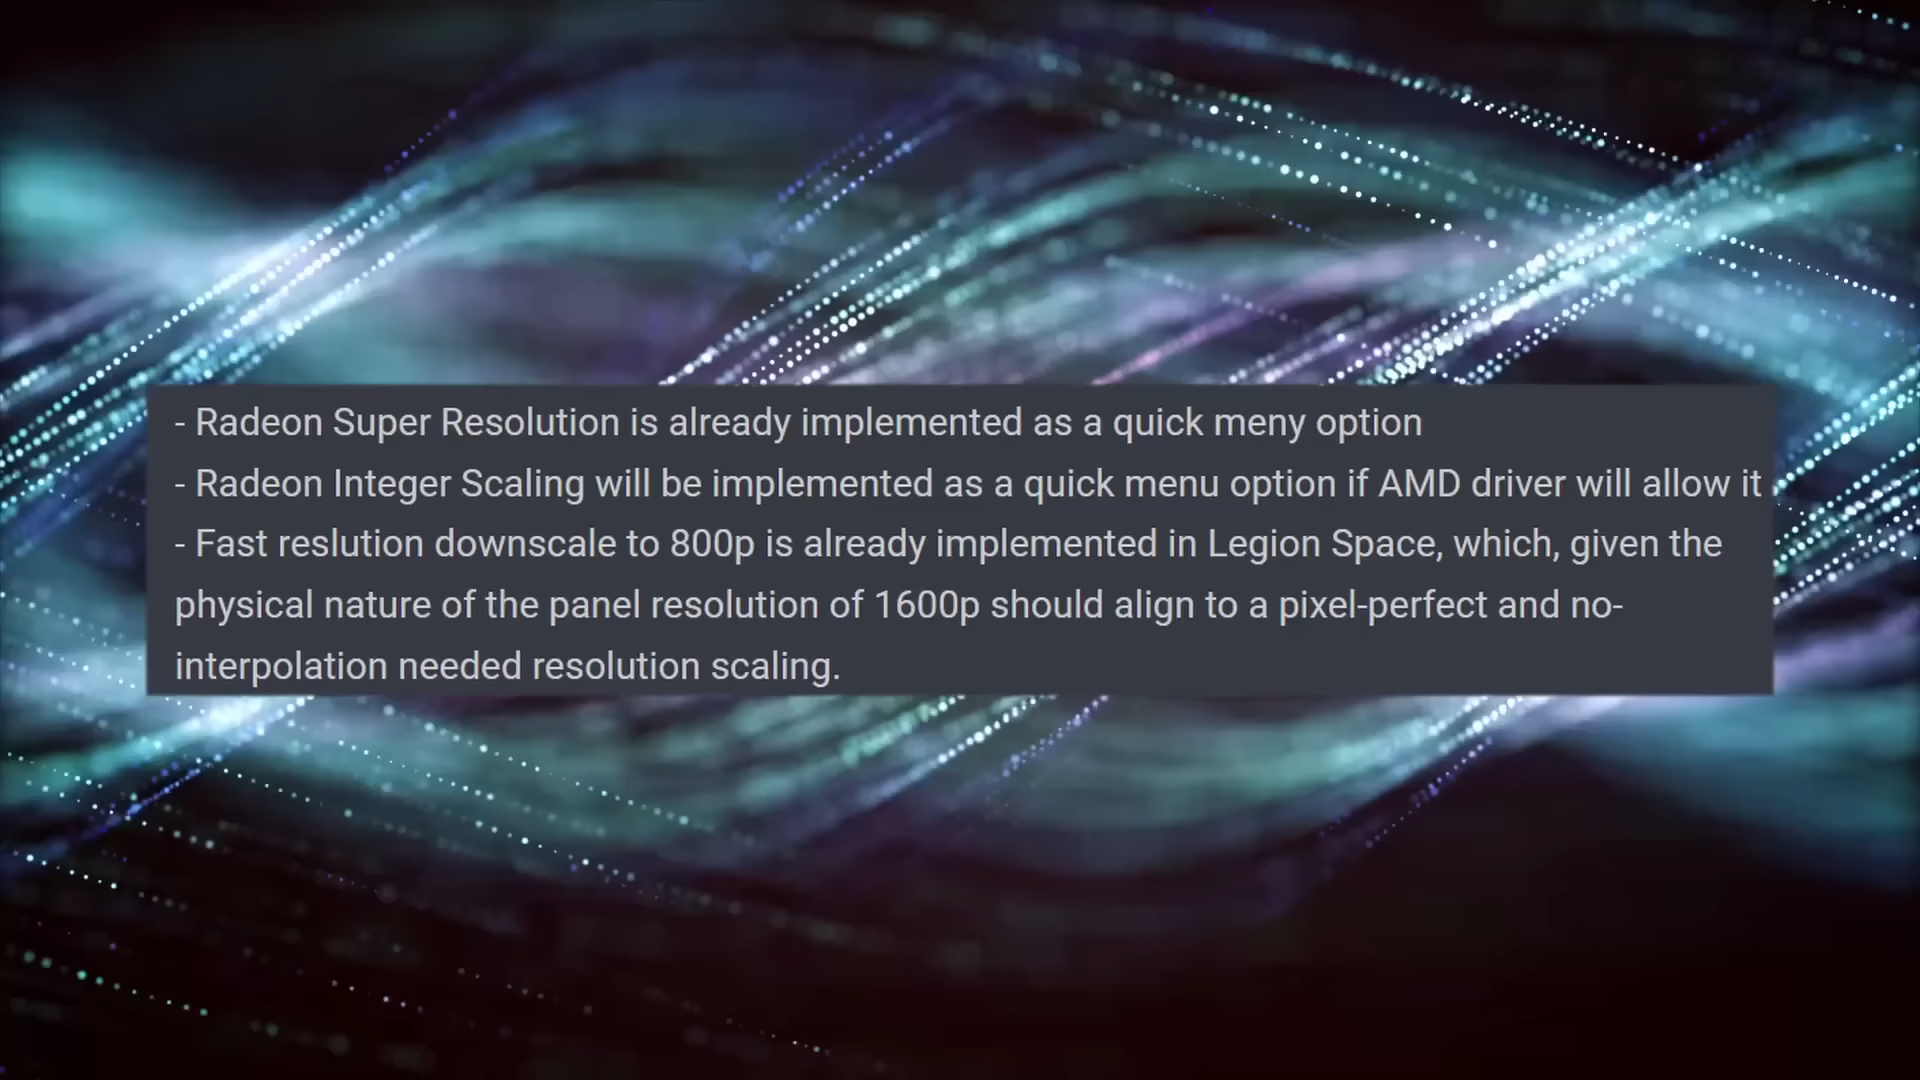 - Radeon Super Resolution is already implemented as a quick meny option
- Radeon Integer Scaling will be implemented as a quick menu option if AMD driver will allow it
- Fast reslution downscale to 800p is already implemented in Legion Space, which, given the
physical nature of the panel resolution of 1600p should align to a pixel-perfect and no-
interpolation needed resolution scaling.